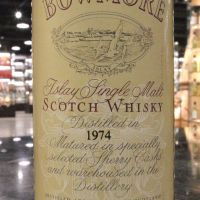 BOWMORE
Islay Single Malt
SCOTCH WHISKY
Distilled in
1974
Matured in specially
selected Sherry Casks
and warehoused in the
Distillery